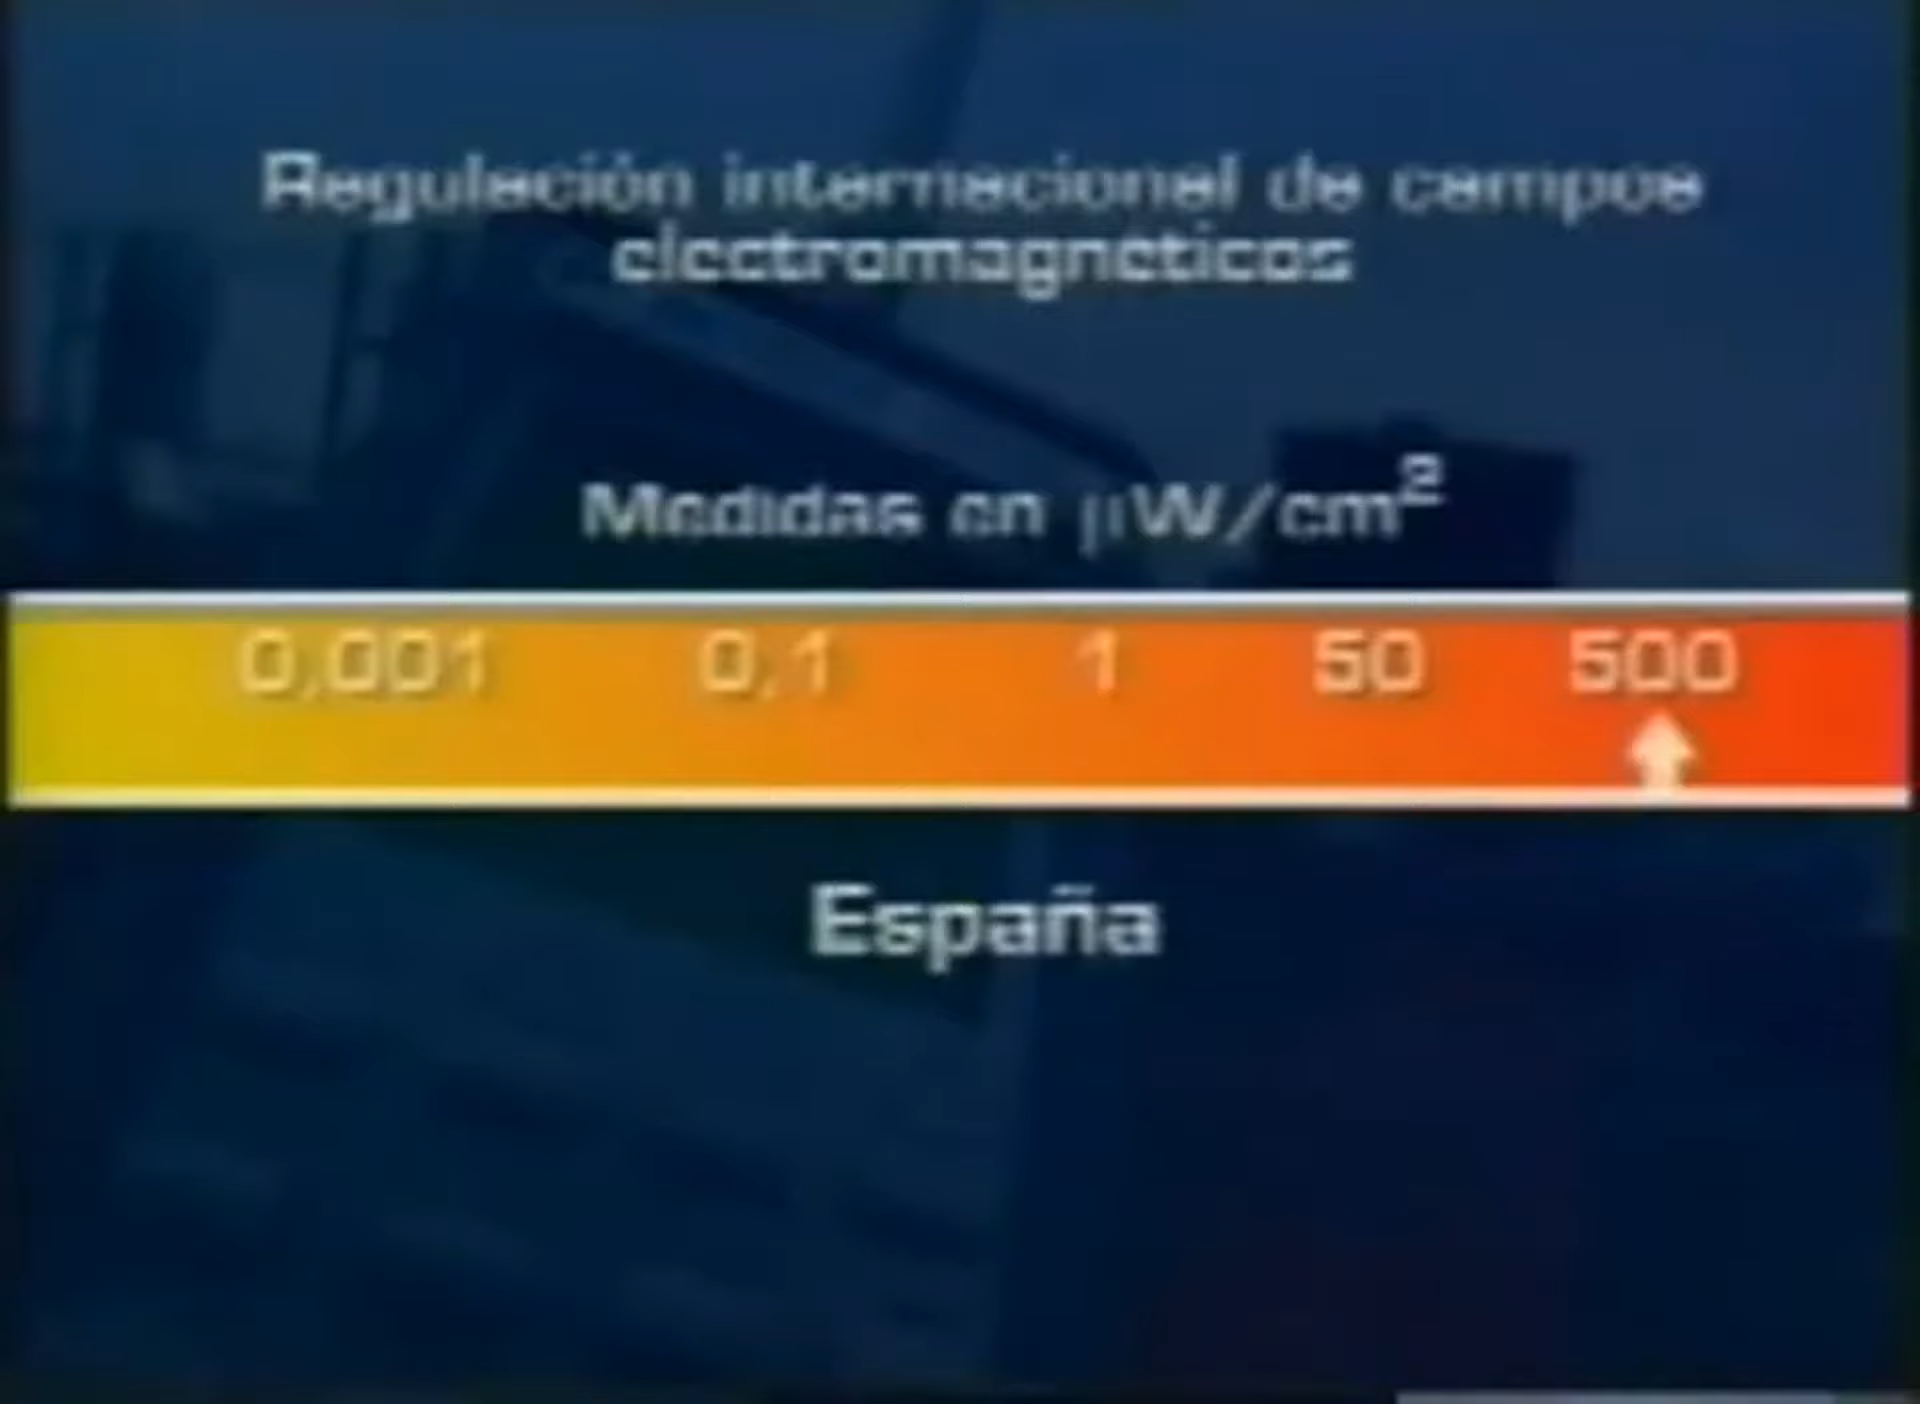 Regulación internacional de campos
electromagnéticos
Medidas en µW/cm²
0,001 0,1 1 50 500
España